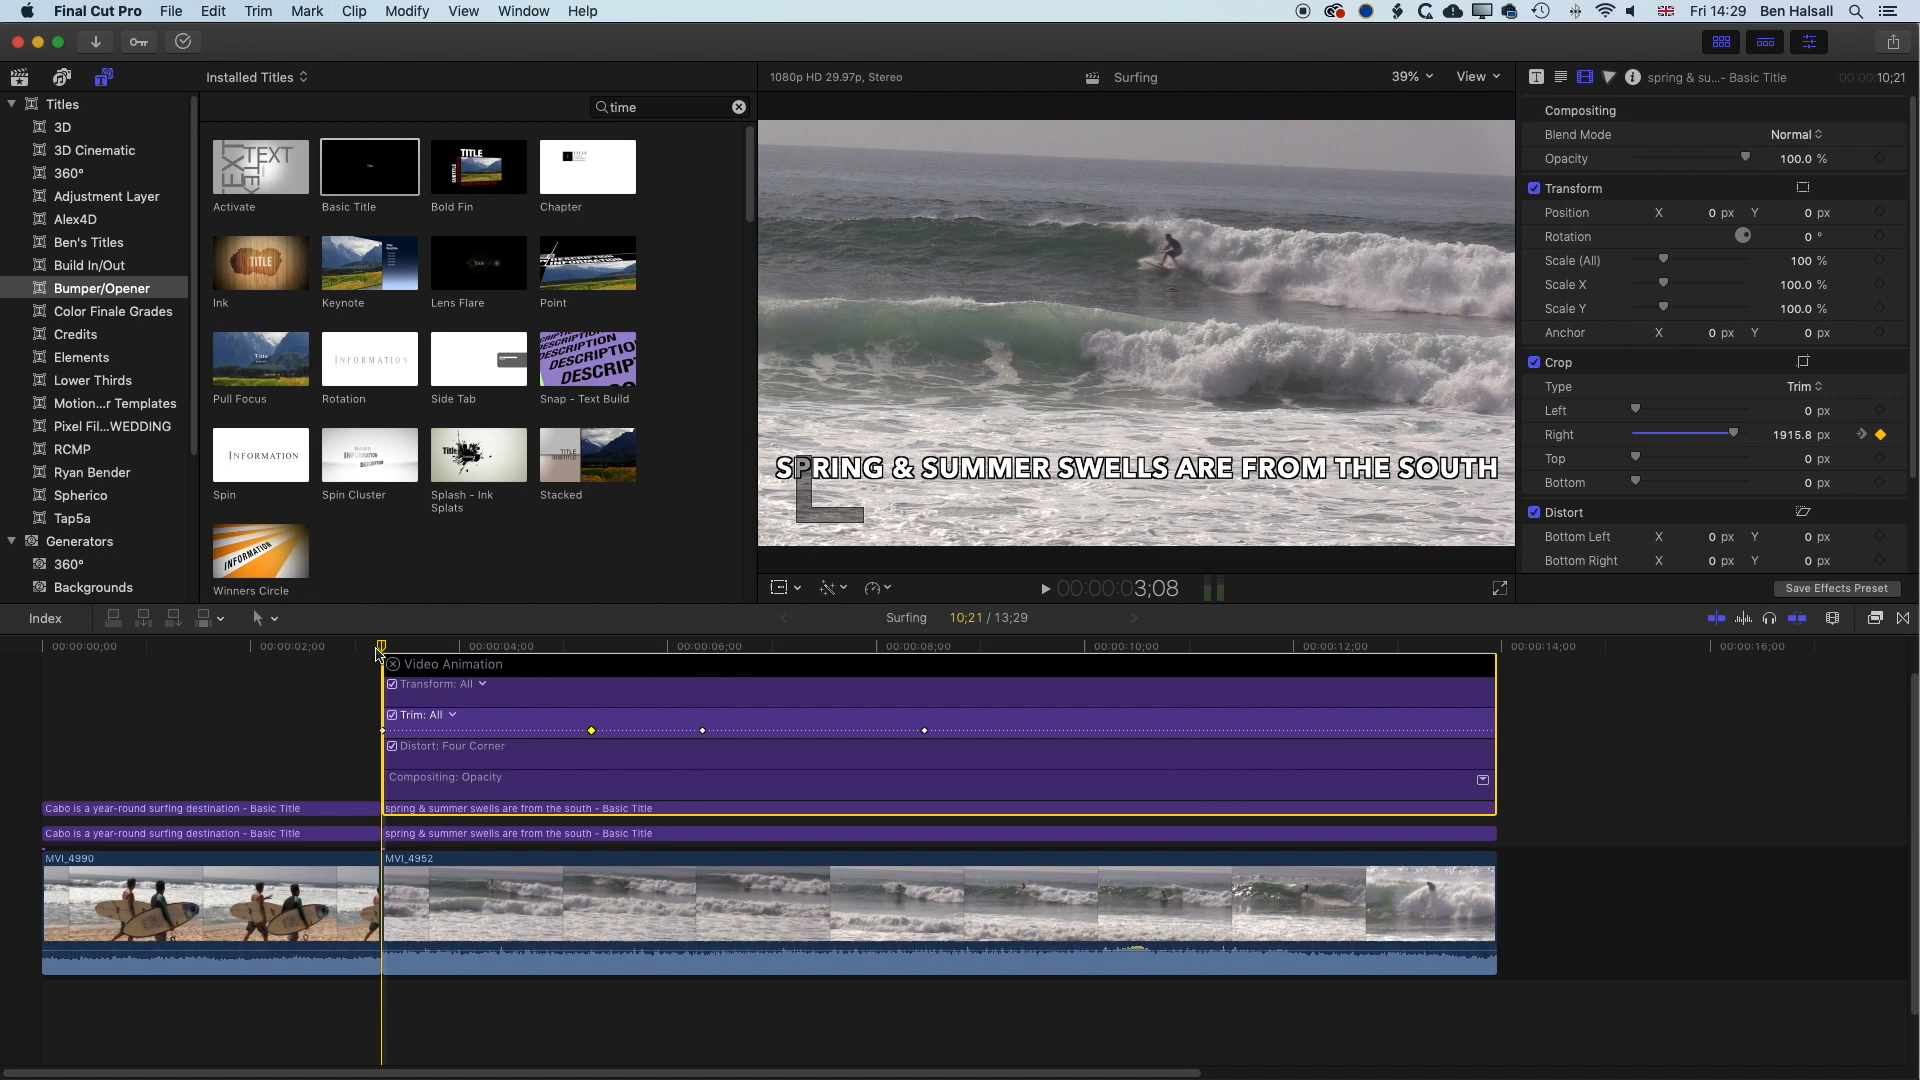 Final Cut Pro File Edit Trim Mark Clip Modify View Window Help Fri 14:29 Ben Halsall
Installed Titles
1080p HD 29.97p, Stereo Surfing 39% View
spring & su...- Basic Title 00:00:00:10;21
time
Titles
3D
3D Cinematic
360°
Adjustment Layer
Alex4D
Ben's Titles
Build In/Out
Bumper/Opener
Color Finale Grades
Credits
Elements
Lower Thirds
Motion...r Templates
Pixel Fil...WEDDING
RCMP
Ryan Bender
Spherico
Tap5a
Generators
360°
Backgrounds
Activate Basic Title Bold Fin Chapter
Ink Keynote Lens Flare Point
Pull Focus Rotation Side Tab Snap - Text Build
Spin Spin Cluster Splash - Ink Splats Stacked
Winners Circle
SPRING & SUMMER SWELLS ARE FROM THE SOUTH
00:00:03;08
Compositing
Blend Mode Normal
Opacity 100.0 %
Transform
Position X 0 px Y 0 px
Rotation 0 °
Scale (All) 100 %
Scale X 100.0 %
Scale Y 100.0 %
Anchor X 0 px Y 0 px
Crop
Type Trim
Left 0 px
Right 1915.8 px
Top 0 px
Bottom 0 px
Distort
Bottom Left X 0 px Y 0 px
Bottom Right X 0 px Y 0 px
Save Effects Preset
Index Surfing 10;21 / 13;29
00:00:00;00 00:00:02;00 00:00:04;00 00:00:06;00 00:00:08;00 00:00:10;00 00:00:12;00 00:00:14;00 00:00:16;00
Video Animation
Transform: All
Trim: All
Distort: Four Corner
Compositing: Opacity
Cabo is a year-round surfing destination - Basic Title spring & summer swells are from the south - Basic Title
Cabo is a year-round surfing destination - Basic Title spring & summer swells are from the south - Basic Title
MVI_4990 MVI_4952